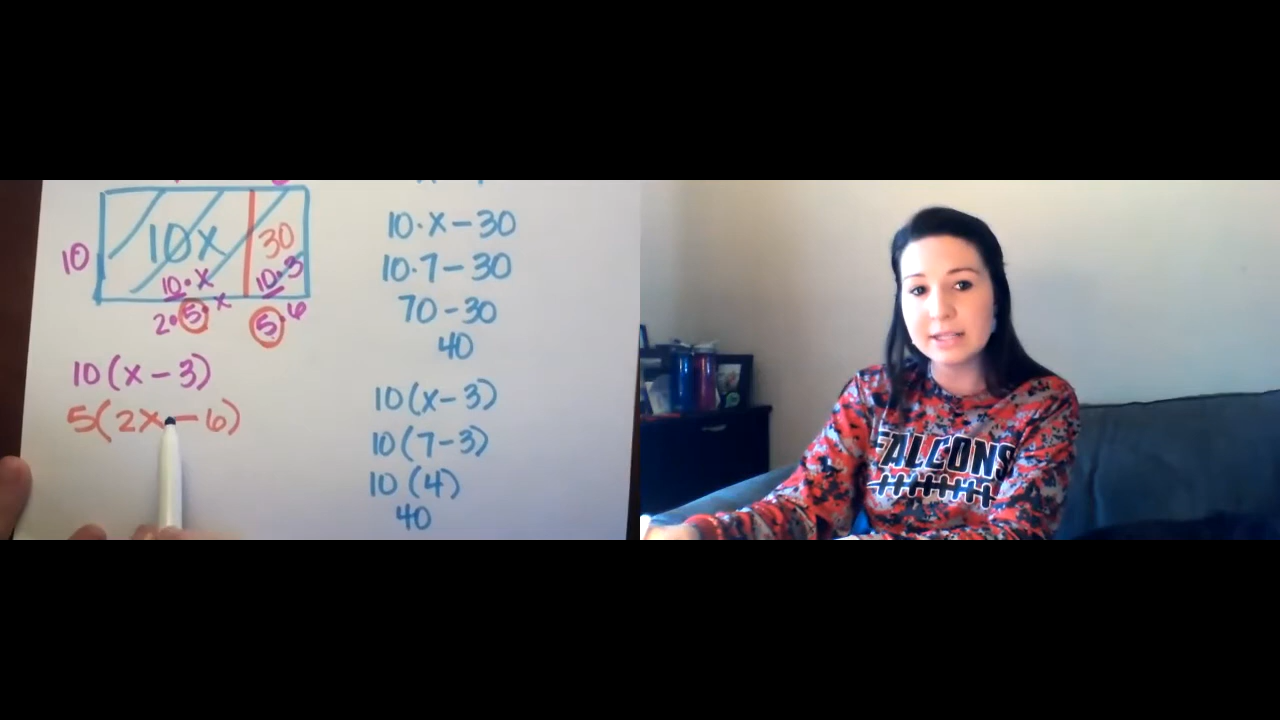 10
10x
30
10·x
10·3
2·5·x
5·6
10(x-3)
5(2x-6)
10·x-30
10·7-30
70-30
40
10(x-3)
10(7-3)
10(4)
40
FALCONS